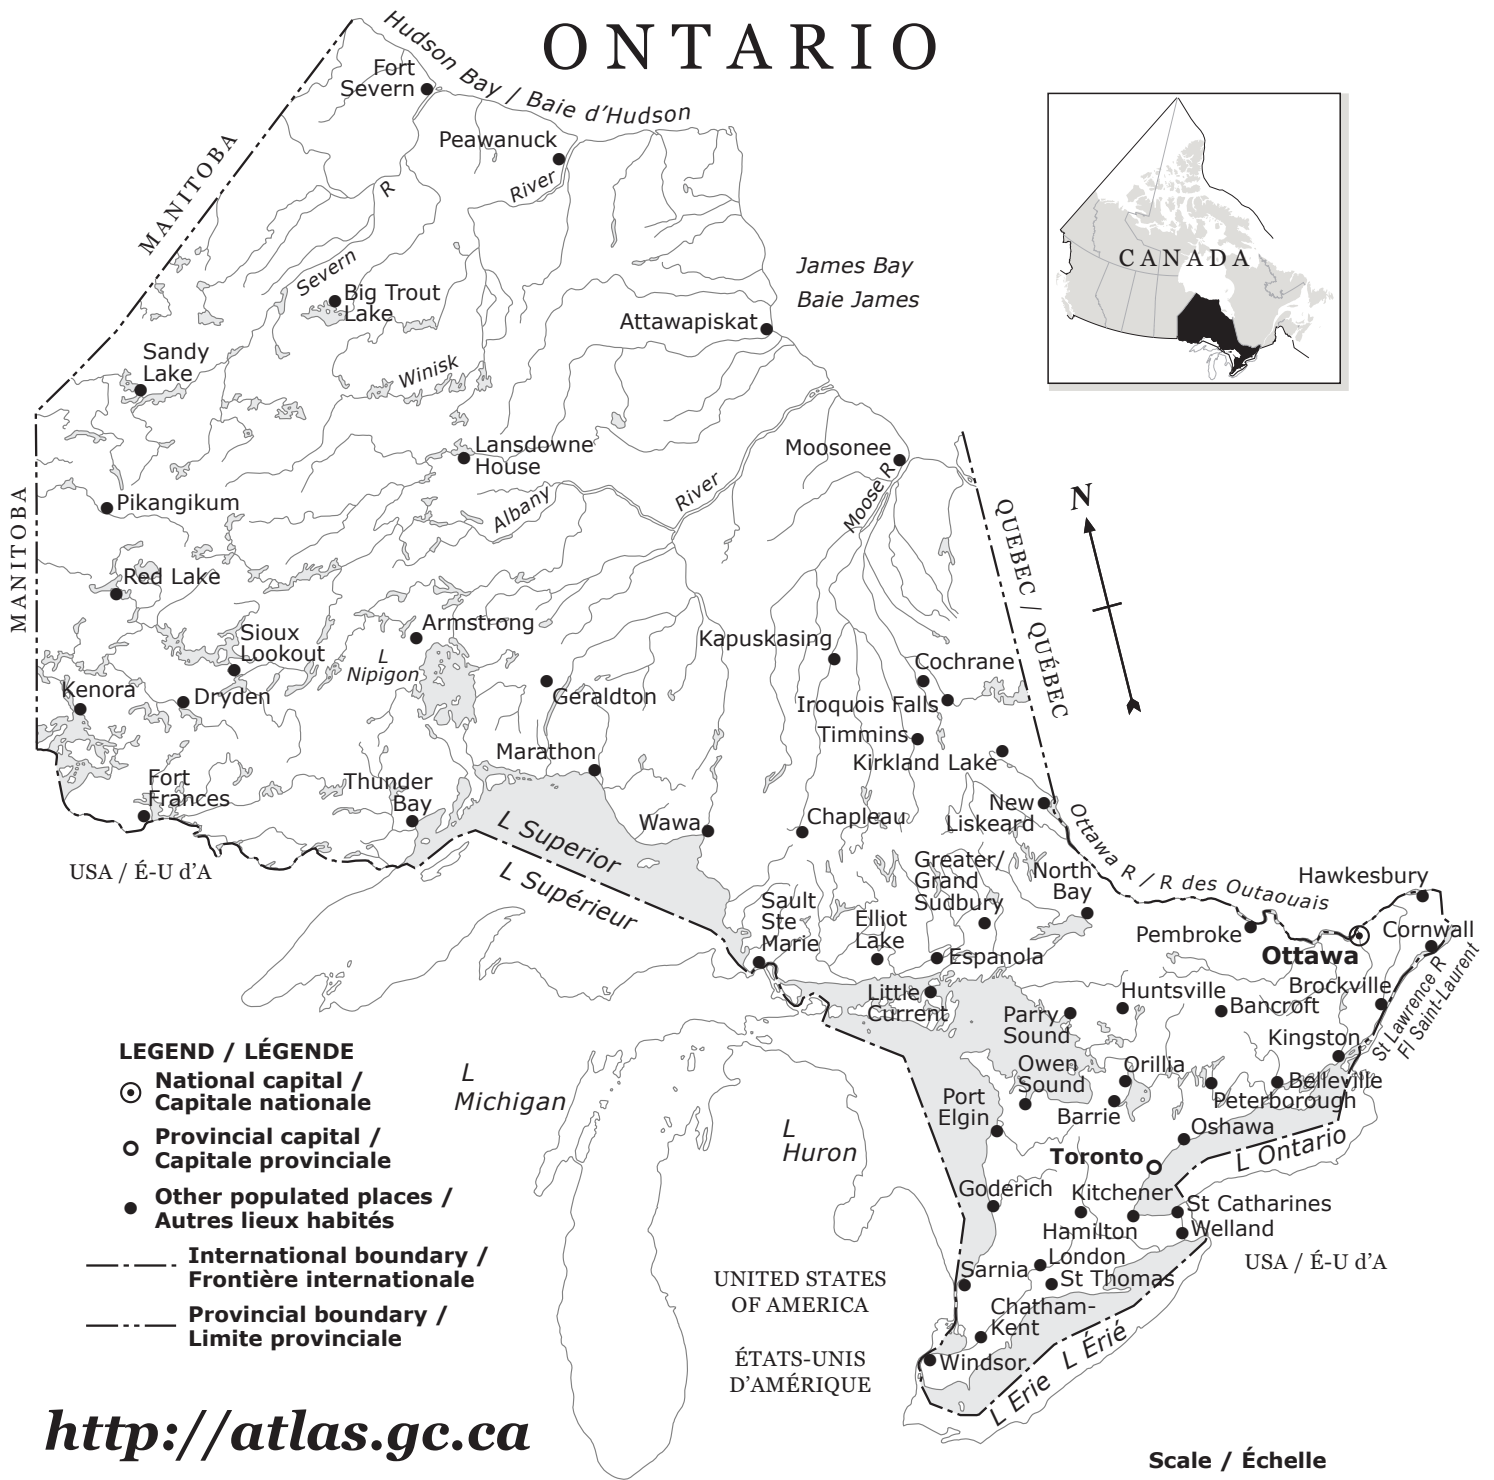 ONTARIO
Hudson Bay / Baie d'Hudson
Fort
Severn
Peawanuck
River
R
MANITOBA
Severn
Big Trout
Lake
James Bay
Baie James
CANADA
Attawapiskat
Sandy
Lake
Winisk
Lansdowne
House
Moosonee
Moose R
Pikangikum
Albany
River
MANITOBA
QUEBEC / QUÉBEC
N
Red Lake
Armstrong
Sioux
Lookout
L
Nipigon
Kapuskasing
Cochrane
Kenora
Dryden
Geraldton
Iroquois Falls
Timmins
Marathon
Kirkland Lake
Fort
Frances
Thunder
Bay
New
Liskeard
Wawa
Chapleau
L Superior
L Supérieur
Ottawa R / R des Outaouais
USA / É-U d'A
Greater/
Grand
Sudbury
North
Bay
Hawkesbury
Sault
Ste
Marie
Elliot
Lake
Pembroke
Cornwall
Ottawa
Espanola
Little
Current
Huntsville
Brockville
Bancroft
St Lawrence R
Fl Saint-Laurent
Parry
Sound
Kingston
Owen
Sound
Orillia
Belleville
Peterborough
Port
Elgin
Barrie
L
Michigan
L
Huron
Oshawa
L Ontario
Toronto
Goderich
Kitchener
St Catharines
Hamilton
Welland
London
Sarnia
St Thomas
USA / É-U d'A
UNITED STATES
OF AMERICA
Chatham-
Kent
ÉTATS-UNIS
D'AMÉRIQUE
Windsor
L Erie L Érié
LEGEND / LÉGENDE
National capital /
Capitale nationale
Provincial capital /
Capitale provinciale
Other populated places /
Autres lieux habités
International boundary /
Frontière internationale
Provincial boundary /
Limite provinciale
http://atlas.gc.ca
Scale / Échelle